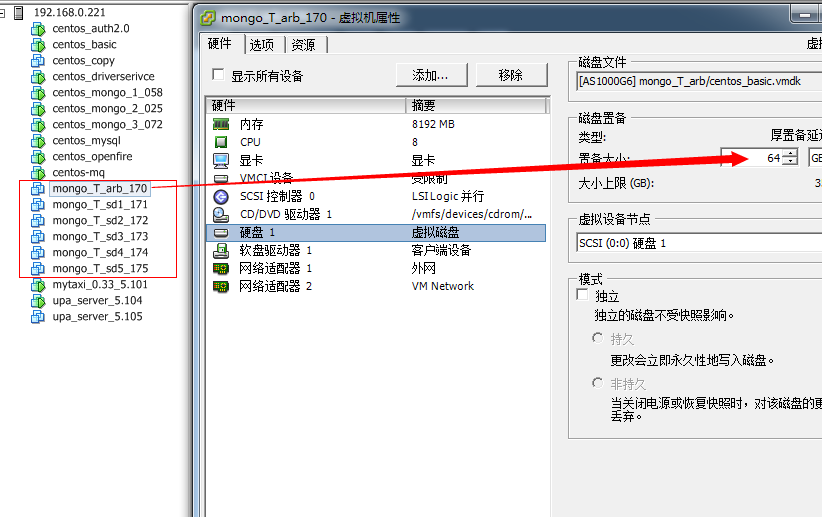 192.168.0.221
centos_auth2.0
centos_basic
centos_copy
centos_driverserivce
centos_mongo_1_058
centos_mongo_2_025
centos_mongo_3_072
centos_mysql
centos_openfire
centos-mq
mongo_T_arb_170
mongo_T_sd1_171
mongo_T_sd2_172
mongo_T_sd3_173
mongo_T_sd4_174
mongo_T_sd5_175
mytaxi_0.33_5.101
upa_server_5.104
upa_server_5.105
mongo_T_arb_170 - 虚拟机属性
硬件 选项 资源
虚拟
显示所有设备 添加... 移除
硬件 摘要
内存 8192 MB
CPU 8
显卡 显卡
VMCI 设备 受限制
SCSI 控制器 0 LSI Logic 并行
CD/DVD 驱动器 1 /vmfs/devices/cdrom/...
硬盘 1 虚拟磁盘
软盘驱动器 1 客户端设备
网络适配器 1 外网
网络适配器 2 VM Network
磁盘文件
[AS1000G6] mongo_T_arb/centos_basic.vmdk
磁盘置备
类型: 厚置备延
置备大小: 64 GB
大小上限 (GB):
虚拟设备节点
SCSI (0:0) 硬盘 1
模式
独立
独立的磁盘不受快照影响。
持久
更改会立即永久性地写入磁盘。
非持久
当关闭电源或恢复快照时，对该磁盘的更
丢弃。